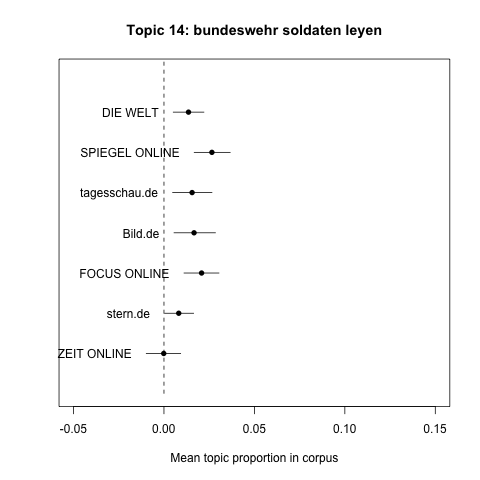 Topic 14: bundeswehr soldaten leyen
DIE WELT
SPIEGEL ONLINE
tagesschau.de
Bild.de
FOCUS ONLINE
stern.de
ZEIT ONLINE
-0.05 0.00 0.05 0.10 0.15
Mean topic proportion in corpus